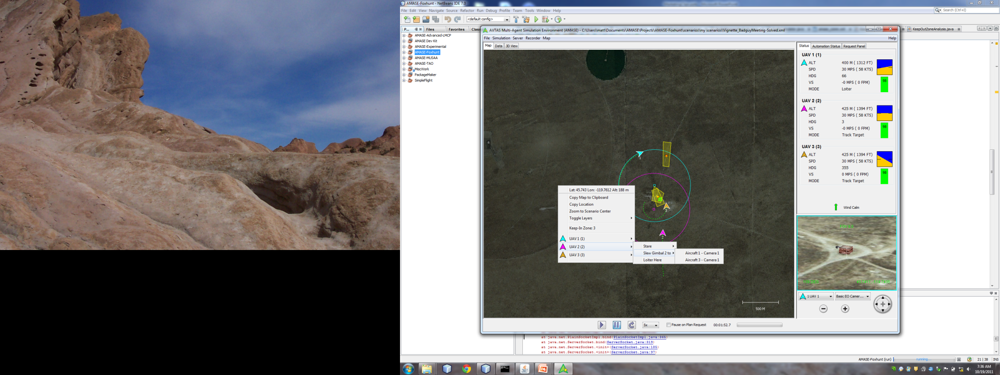 AMASE-Foxhunt - NetBeans IDE 7.0
File Edit View Navigate Source Refactor Run Debug Profile Team Tools Window Help
Search (Ctrl+I)
<default config>
P... Files Favorites Class
KeepOutZoneAnalysis.java
AMASE-Advanced-LMCP
AMASE Dev Kit
AMASE-Experimental
AMASE-Foxhunt
AMASE-MUSAA
AMASE-TAO
MiscWork
PackageMaker
SimpleFlight
AVTAS Multi-Agent Simulation Environment (AMASE) - C:\Users\matt\Documents\AMASE\Projects\AMASE-Foxhunt\scenarios\my scenarios\Vignette_BadguyMeeting-Solved.xml
File Simulation Server Recorder Map Help
Map Data 3D View
Status Automation Status Request Panel
UAV 1 (1)
ALT 400 M ( 1312 FT)
SPD 30 MPS ( 58 KTS)
HDG 66
98
VS -0 MPS ( 0 FPM)
MODE Loiter
UAV 2 (2)
ALT 425 M ( 1394 FT)
SPD 30 MPS ( 58 KTS)
HDG 3
98
VS -0 MPS ( 0 FPM)
MODE Track Target
UAV 3 (3)
ALT 425 M ( 1394 FT)
SPD 30 MPS ( 58 KTS)
HDG 355
98
VS 0 MPS ( 0 FPM)
MODE Track Target
Wind Calm
1
3
2
Lat: 45.743 Lon: -119.7612 Alt: 188 m
Copy Map to Clipboard
Copy Location
Zoom to Scenario Center
Toggle Layers
Keep-In Zone: 3
UAV 1 (1)
UAV 2 (2)
UAV 3 (3)
Stare
Slew Gimbal 2 to
Loiter Here
Aircraft 1 - Camera 1
Aircraft 3 - Camera 1
500 M
1 UAV 1
Basic EO Camer...
5x
Pause on Plan Request
00:01:52.7
at java.net.PlainSocketImpl.bind(PlainSocketImpl.java:365)
at java.net.ServerSocket.bind(ServerSocket.java:319)
at java.net.ServerSocket.<init>(ServerSocket.java:185)
at java.net.ServerSocket.<init>(ServerSocket.java:97)
AMASE-Foxhunt (run)
running...
21 | 38 INS
7:36 AM
10/19/2011